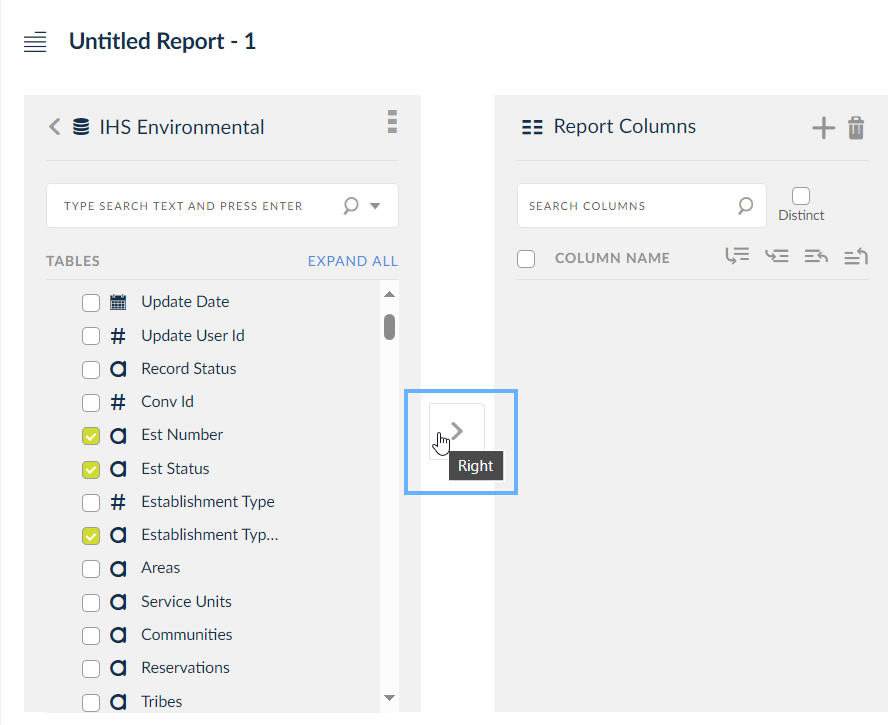 Untitled Report - 1
IHS Environmental
TYPE SEARCH TEXT AND PRESS ENTER
TABLES
EXPAND ALL
Update Date
# Update User Id
Record Status
# Conv Id
Est Number
Est Status
# Establishment Type
Establishment Typ...
Areas
Service Units
Communities
Reservations
Tribes
Right
Report Columns
SEARCH COLUMNS
Distinct
COLUMN NAME